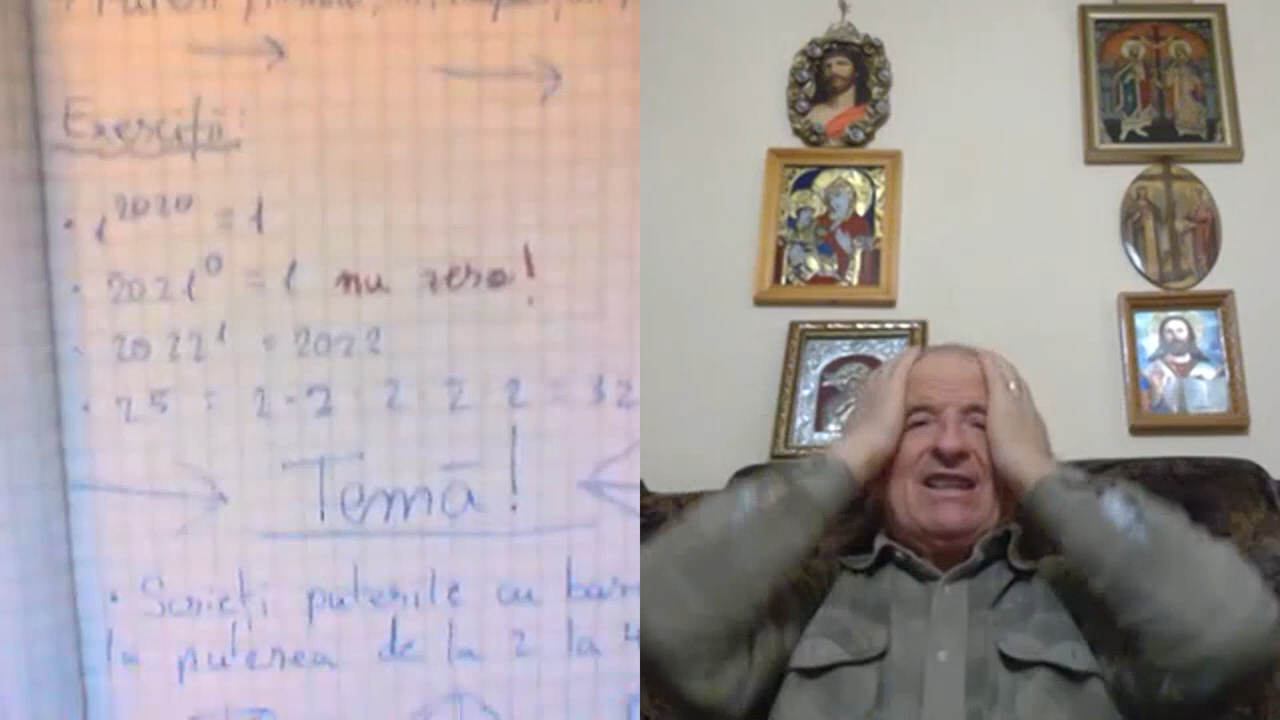 Exerciții:
· 1²⁰²⁰ = 1
· 2021⁰ = 1 nu zero!
· 2022¹ = 2022
· 25 = 2·2 2 2 2 = 32
Temă!
· Scrieți puterile cu
la puterea de la 2 la 4